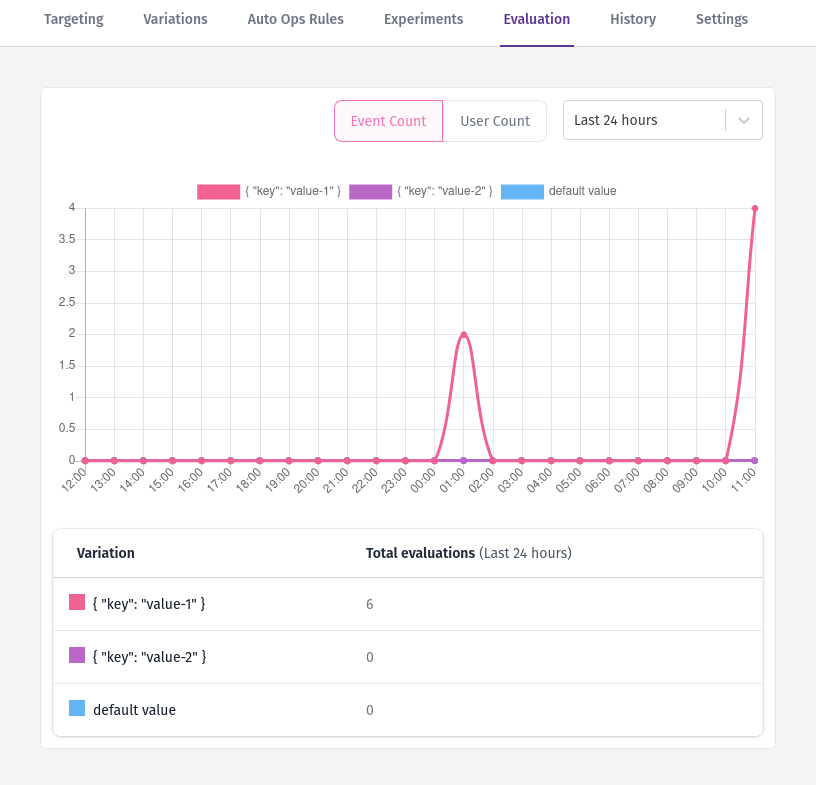 Targeting Variations Auto Ops Rules Experiments Evaluation History Settings
Event Count User Count Last 24 hours
{ "key": "value-1" } { "key": "value-2" } default value
4
3.5
3
2.5
2
1.5
1
0.5
0
12:00 13:00 14:00 15:00 16:00 17:00 18:00 19:00 20:00 21:00 22:00 23:00 00:00 01:00 02:00 03:00 04:00 05:00 06:00 07:00 08:00 09:00 10:00 11:00
Variation Total evaluations (Last 24 hours)
{ "key": "value-1" } 6
{ "key": "value-2" } 0
default value 0